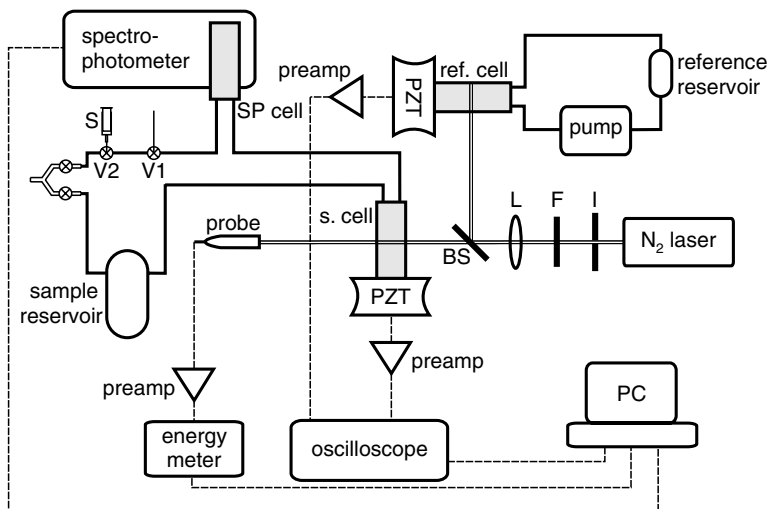 spectro-
photometer
SP cell
preamp
PZT
ref. cell
reference
reservoir
pump
S
V2
V1
sample
reservoir
probe
s. cell
PZT
BS
L
F
I
N₂ laser
preamp
preamp
energy
meter
oscilloscope
PC